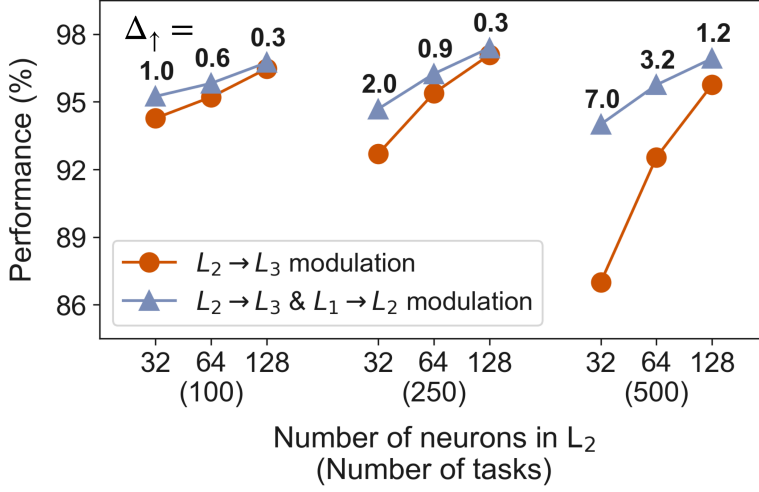 Δ↑ =
1.0 0.6 0.3
2.0 0.9 0.3
7.0 3.2 1.2
98
95
92
89
86
Performance (%)
L₂→L₃ modulation
L₂→L₃ & L₁→L₂ modulation
32 64 128 32 64 128 32 64 128
(100) (250) (500)
Number of neurons in L₂
(Number of tasks)